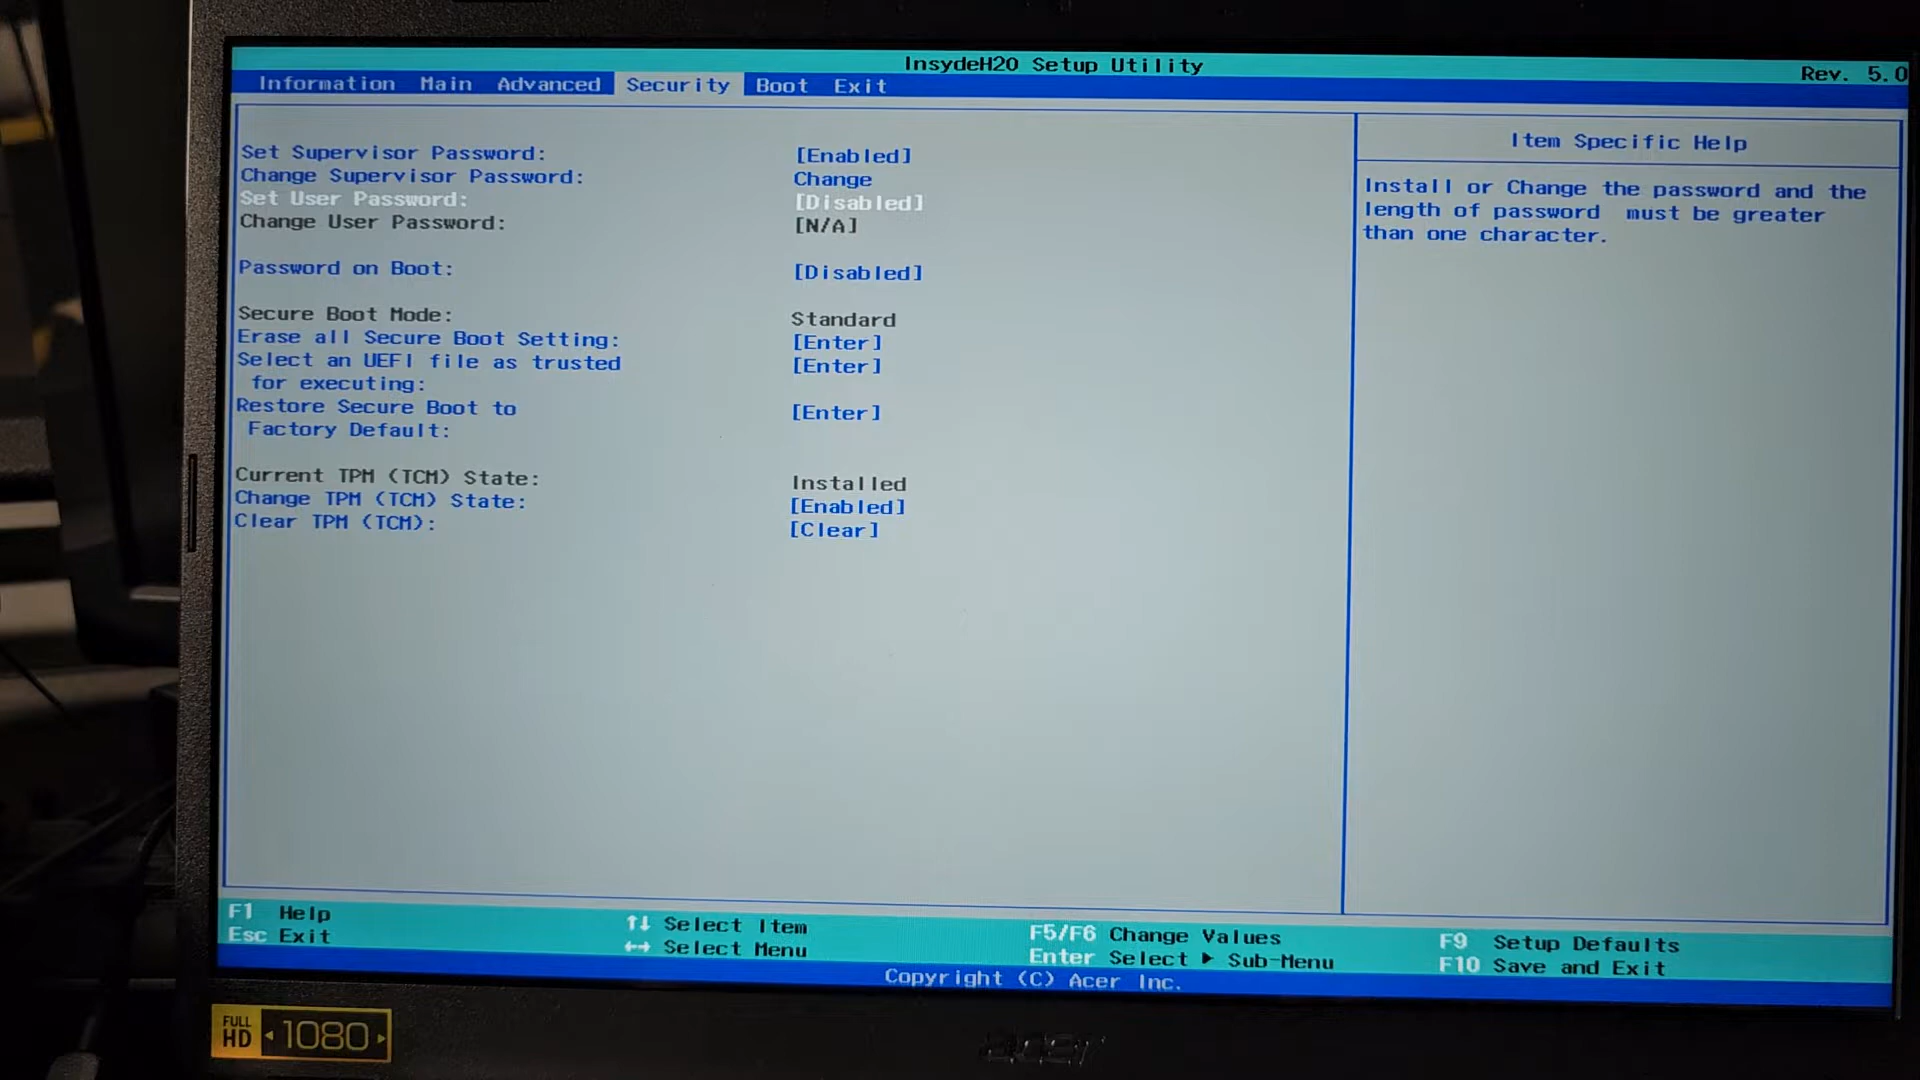 InsydeH20 Setup Utility
Rev. 5.0
Information Main Advanced Security Boot Exit
Set Supervisor Password: [Enabled]
Change Supervisor Password: Change
Set User Password: [Disabled]
Change User Password: [N/A]
Password on Boot: [Disabled]
Secure Boot Mode: Standard
Erase all Secure Boot Setting: [Enter]
Select an UEFI file as trusted [Enter]
for executing:
Restore Secure Boot to [Enter]
Factory Default:
Current TPM (TCM) State: Installed
Change TPM (TCM) State: [Enabled]
Clear TPM (TCM): [Clear]
Item Specific Help
Install or Change the password and the
length of password must be greater
than one character.
F1 Help ↑↓ Select Item F5/F6 Change Values F9 Setup Defaults
Esc Exit ↔ Select Menu Enter Select ▶ Sub-Menu F10 Save and Exit
Copyright (C) Acer Inc.
FULL HD 1080
acer